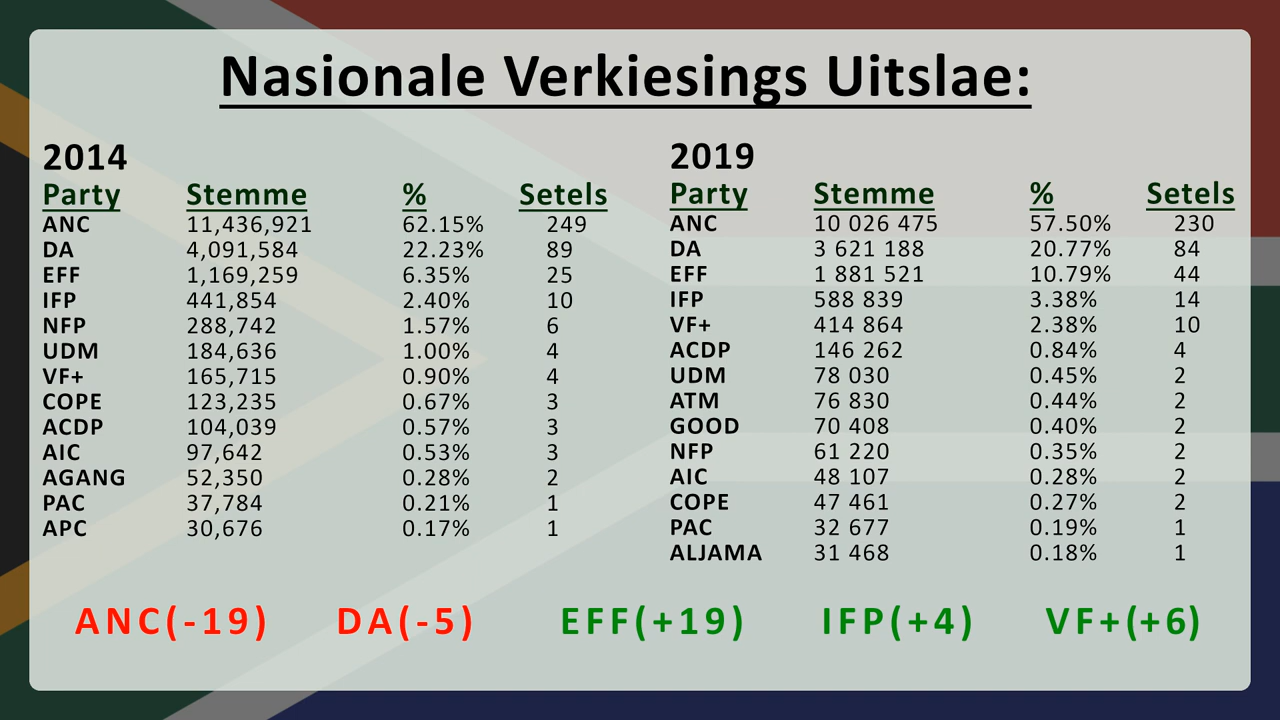 Nasionale Verkiesings Uitslae:
2014
Party Stemme % Setels
ANC 11,436,921 62.15% 249
DA 4,091,584 22.23% 89
EFF 1,169,259 6.35% 25
IFP 441,854 2.40% 10
NFP 288,742 1.57% 6
UDM 184,636 1.00% 4
VF+ 165,715 0.90% 4
COPE 123,235 0.67% 3
ACDP 104,039 0.57% 3
AIC 97,642 0.53% 3
AGANG 52,350 0.28% 2
PAC 37,784 0.21% 1
APC 30,676 0.17% 1
2019
Party Stemme % Setels
ANC 10 026 475 57.50% 230
DA 3 621 188 20.77% 84
EFF 1 881 521 10.79% 44
IFP 588 839 3.38% 14
VF+ 414 864 2.38% 10
ACDP 146 262 0.84% 4
UDM 78 030 0.45% 2
ATM 76 830 0.44% 2
GOOD 70 408 0.40% 2
NFP 61 220 0.35% 2
AIC 48 107 0.28% 2
COPE 47 461 0.27% 2
PAC 32 677 0.19% 1
ALJAMA 31 468 0.18% 1
ANC(-19) DA(-5) EFF(+19) IFP(+4) VF+(+6)